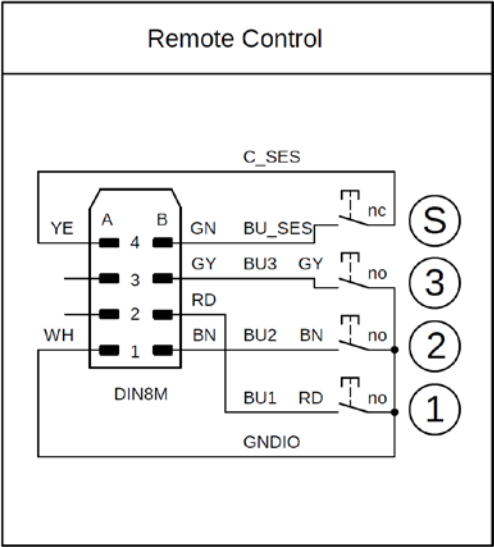 Remote Control
C_SES
YE A B GN BU_SES nc S
4
GY BU3 GY no 3
3
RD
2
WH BN BU2 BN no 2
1
DIN8M BU1 RD no 1
GNDIO